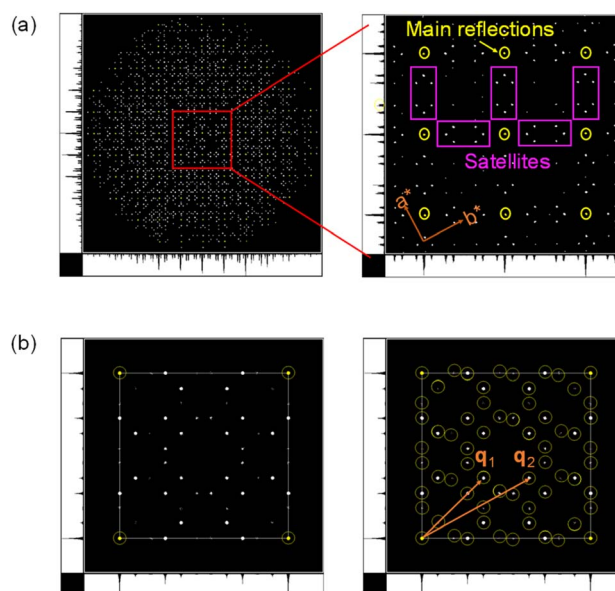 (a)
Main reflections
Satellites
a*
b*
(b)
q1
q2